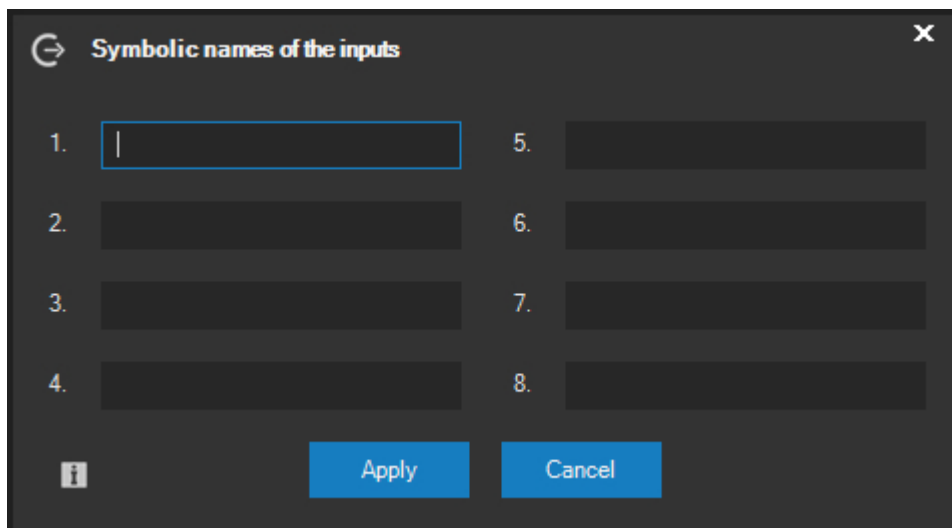 Symbolic names of the inputs
1.
5.
2.
6.
3.
7.
4.
8.
Apply
Cancel